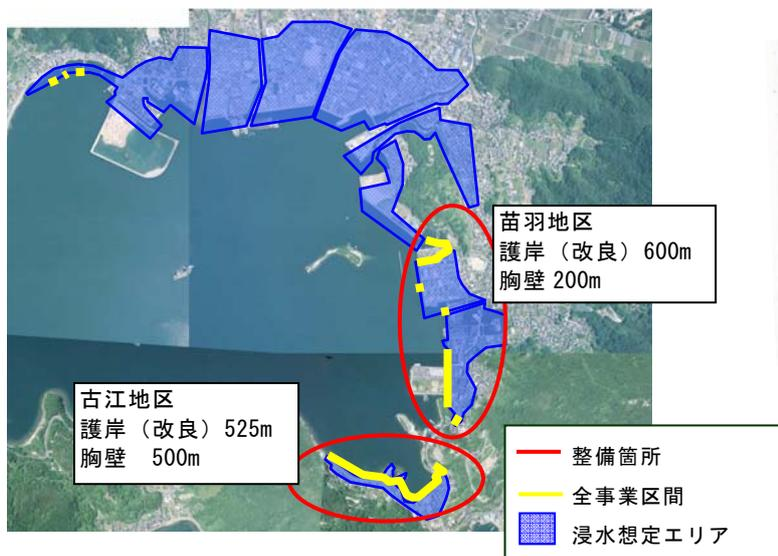 苗羽地区
護岸（改良）600m
胸壁 200m
古江地区
護岸（改良）525m
胸壁　500m
整備箇所
全事業区間
浸水想定エリア